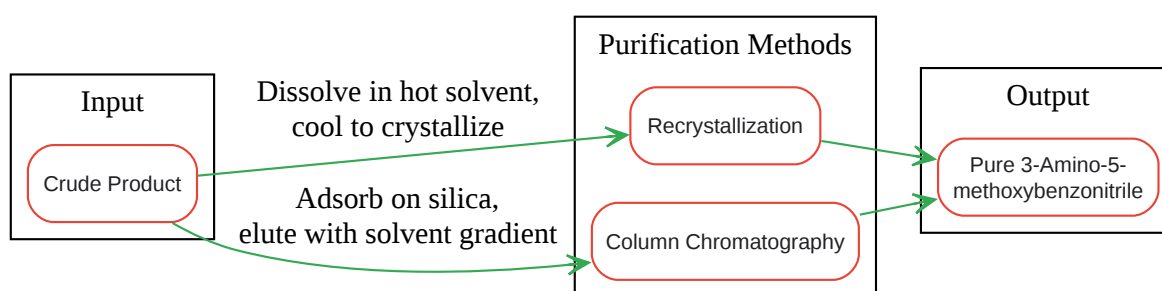 Input
Crude Product
Dissolve in hot solvent,
cool to crystallize
Adsorb on silica,
elute with solvent gradient
Purification Methods
Recrystallization
Column Chromatography
Output
Pure 3-Amino-5-
methoxybenzonitrile